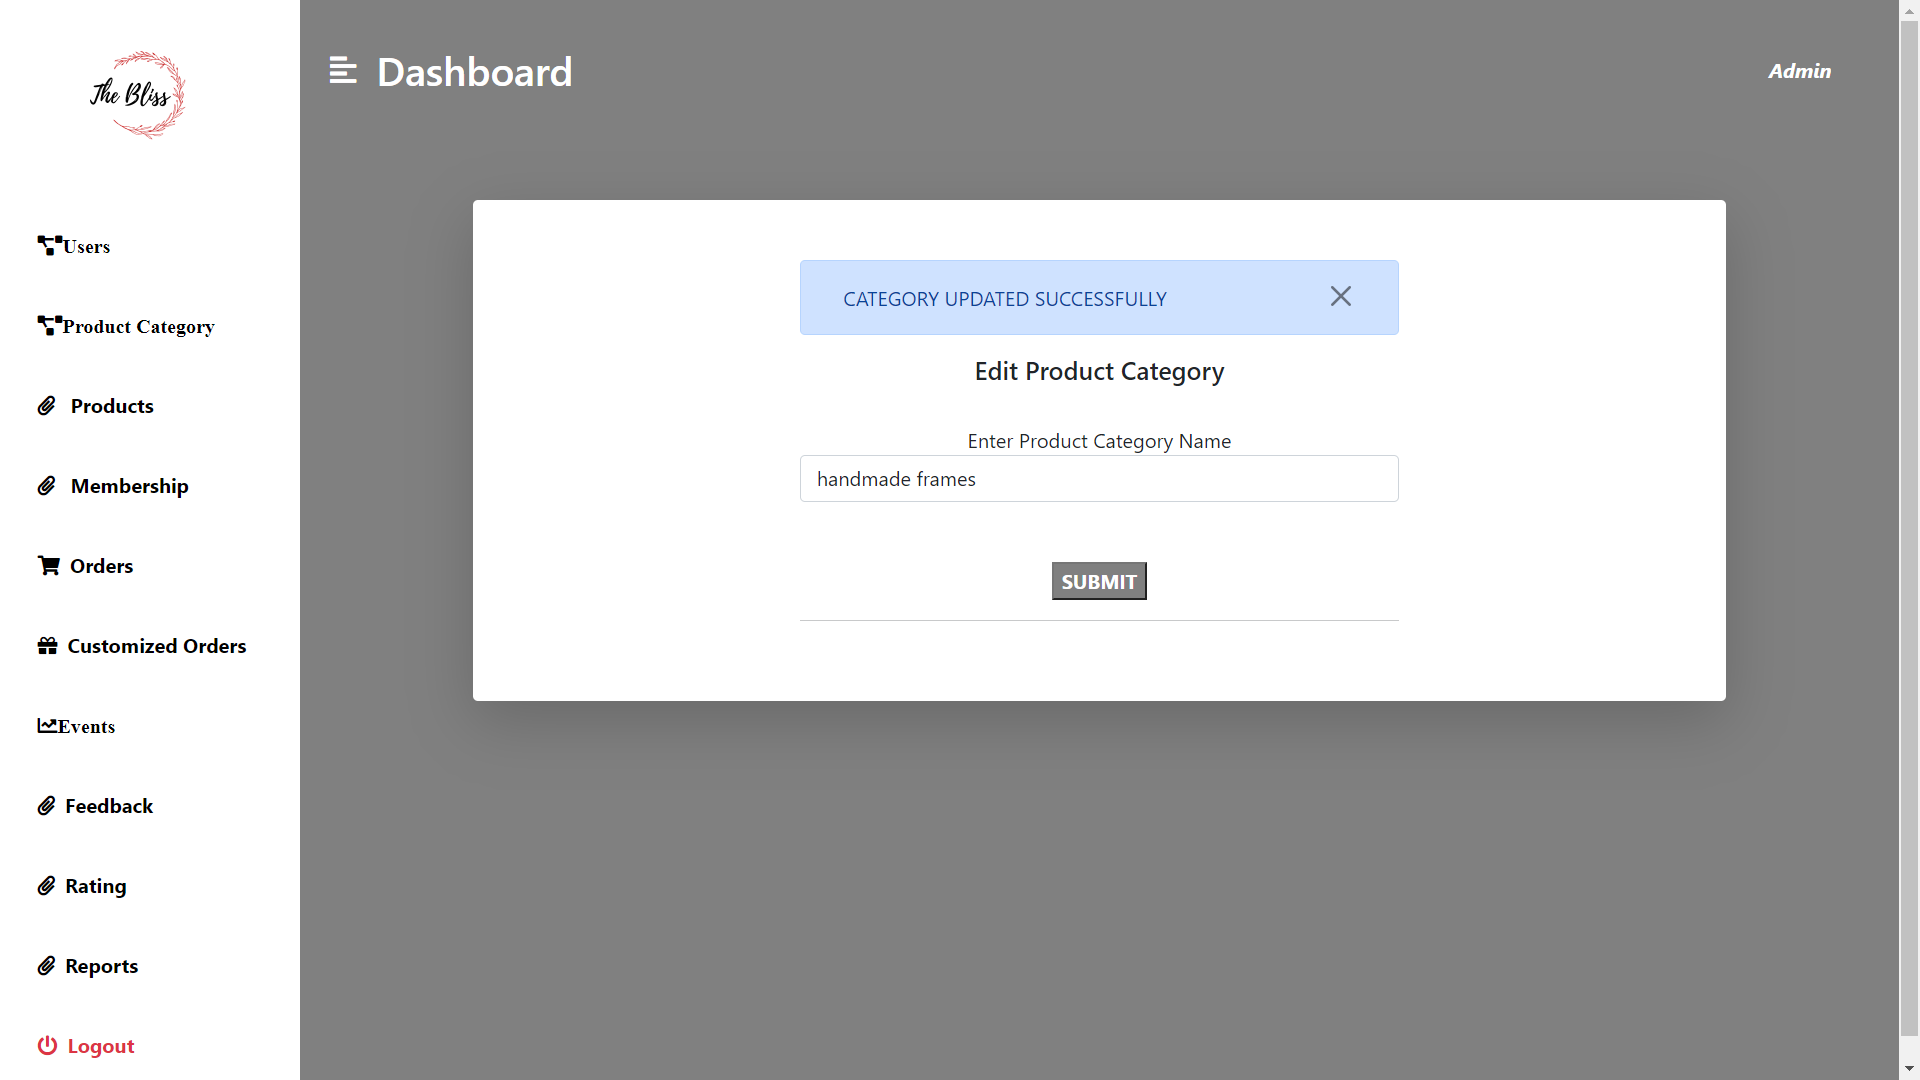 The Bliss
Users
Product Category
Products
Membership
Orders
Customized Orders
Events
Feedback
Rating
Reports
Logout
Dashboard
Admin
CATEGORY UPDATED SUCCESSFULLY
Edit Product Category
Enter Product Category Name
handmade frames
SUBMIT